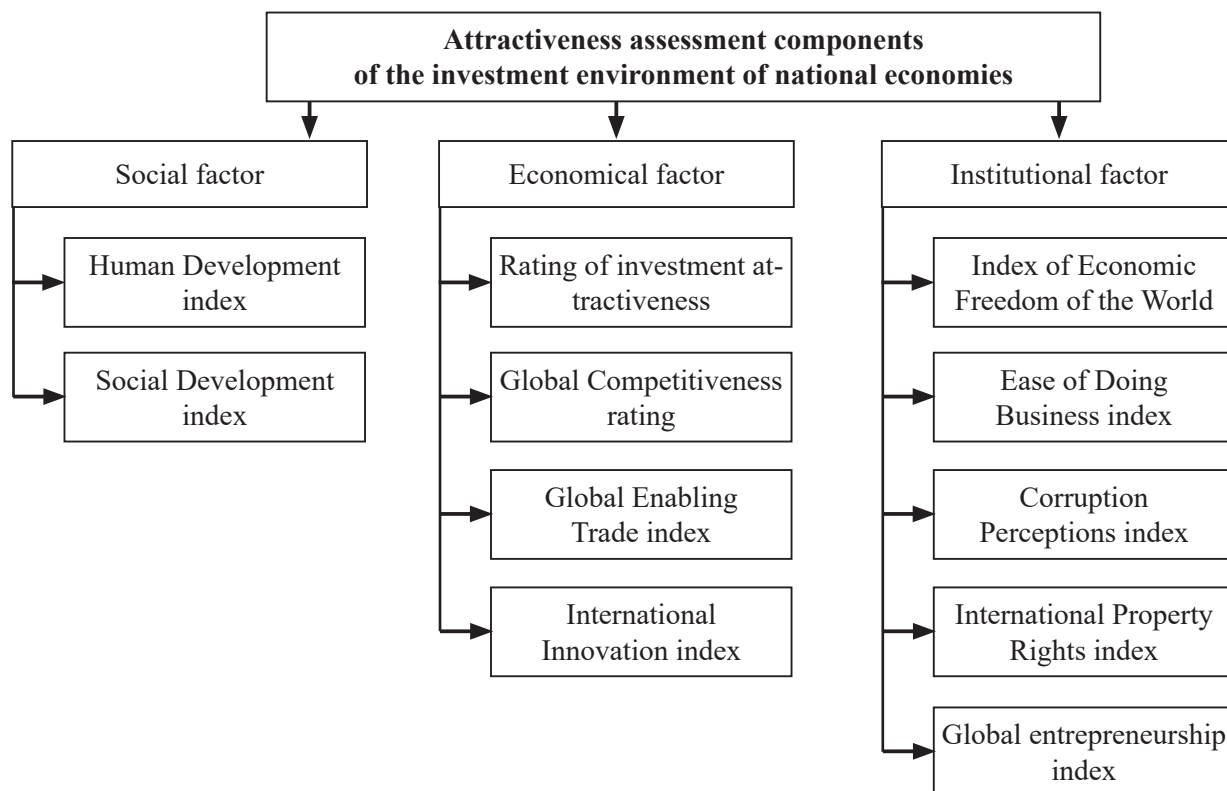 Attractiveness assessment components
of the investment environment of national economies
Social factor
Human Development
index
Social Development
index
Economical factor
Rating of investment at-
tractiveness
Global Competitiveness
rating
Global Enabling
Trade index
International
Innovation index
Institutional factor
Index of Economic
Freedom of the World
Ease of Doing
Business index
Corruption
Perceptions index
International Property
Rights index
Global entrepreneurship
index